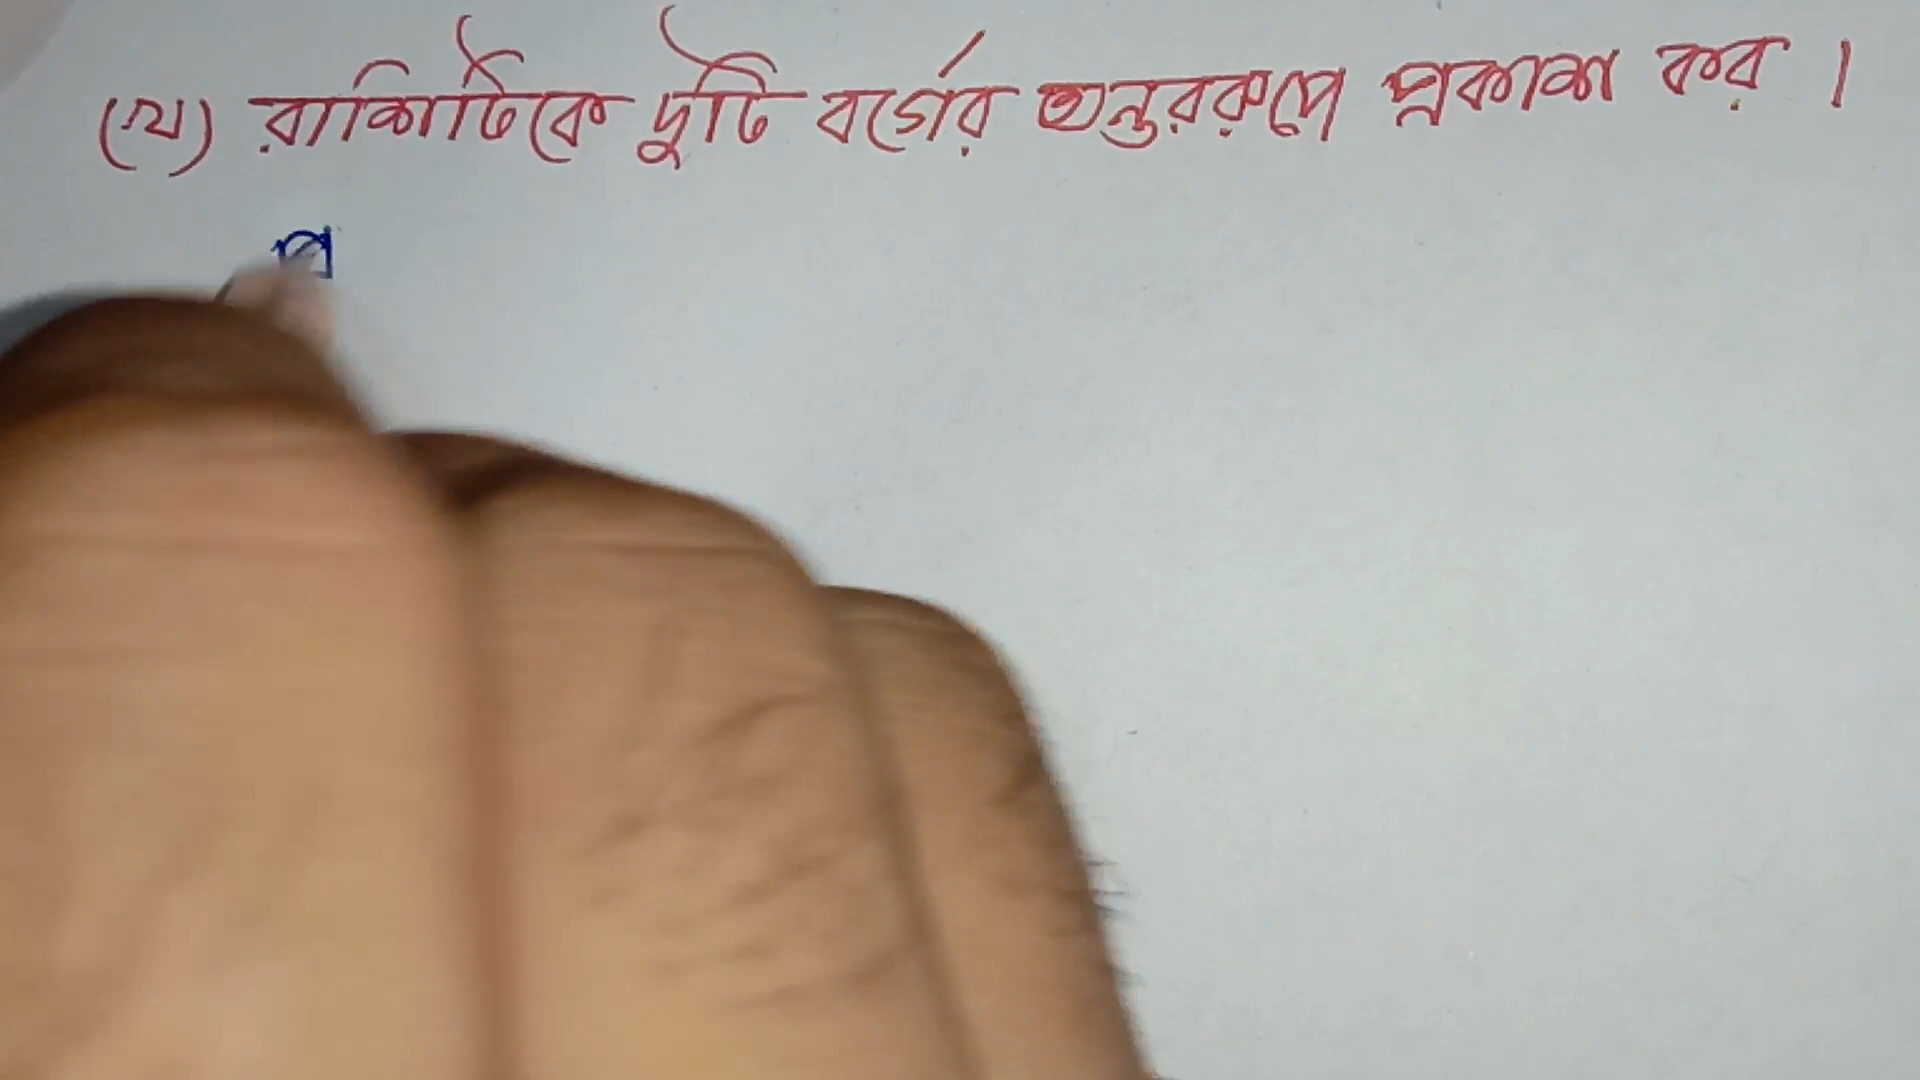 (খ) রাশিটিকে দুটি বর্গের অন্তররুপে প্রকাশ কর ।
প্র